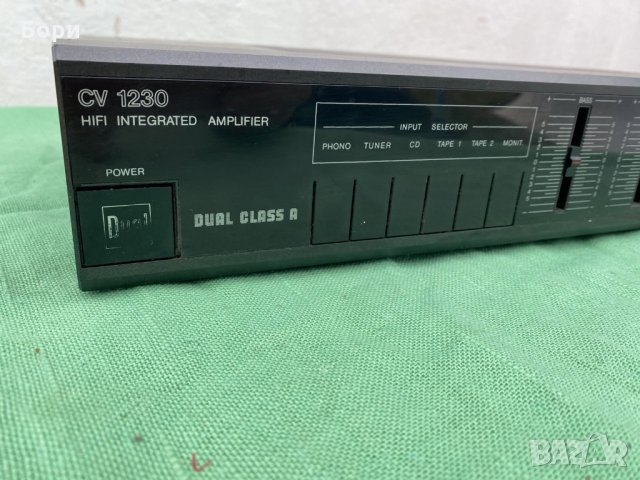 Бори
CV 1230
HIFI INTEGRATED AMPLIFIER
INPUT SELECTOR
PHONO TUNER CD TAPE 1 TAPE 2 MONIT.
BASS
POWER
Dual
DUAL CLASS A
BAZAR